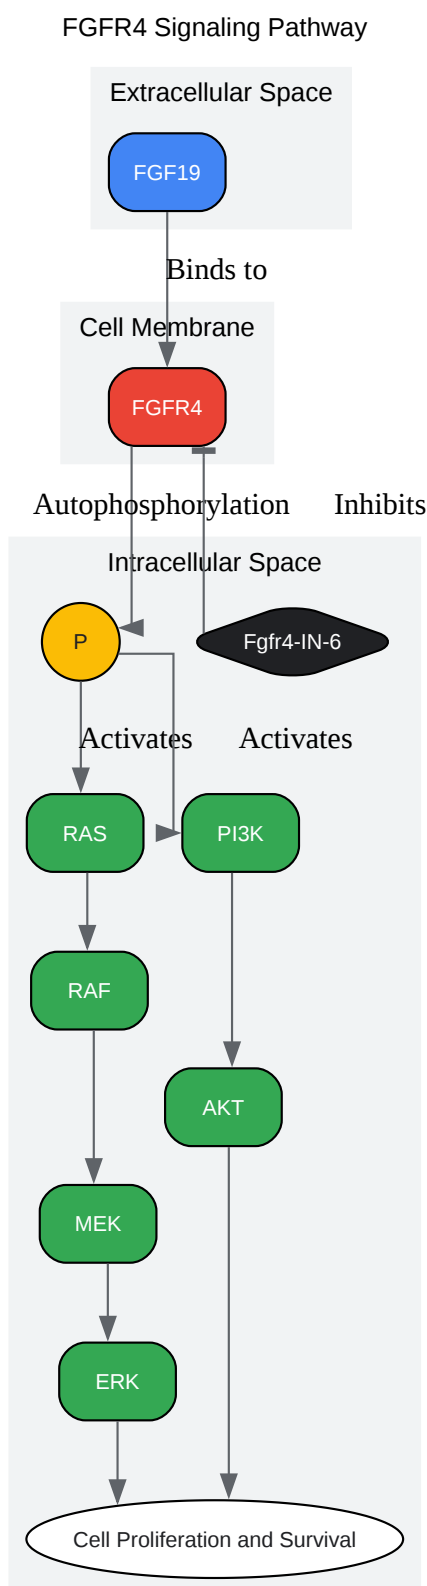 FGFR4 Signaling Pathway
Extracellular Space
FGF19
Binds to
Cell Membrane
FGFR4
Autophosphorylation
Inhibits
Intracellular Space
P
Fgfr4-IN-6
Activates
Activates
RAS
PI3K
RAF
AKT
MEK
ERK
Cell Proliferation and Survival